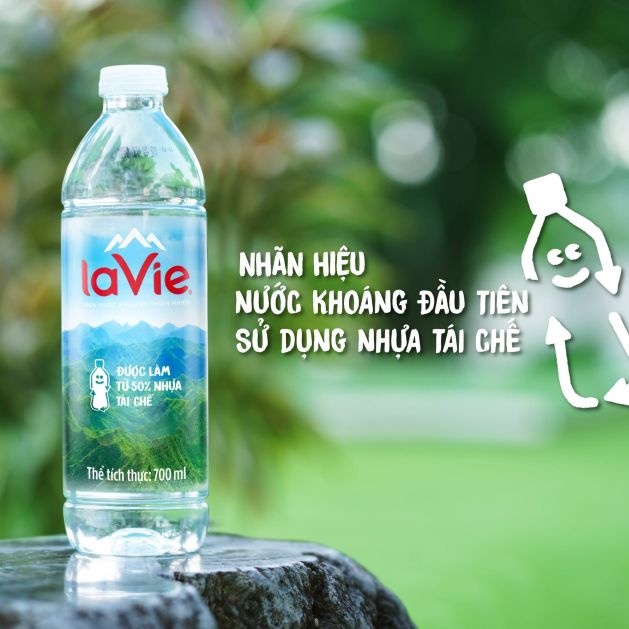 laVie
ĐƯỢC LÀM
TỪ 50% NHỰA
TÁI CHẾ
Thể tích thực: 700 ml
NHÃN HIỆU
NƯỚC KHOÁNG ĐẦU TIÊN
SỬ DỤNG NHỰA TÁI CHẾ